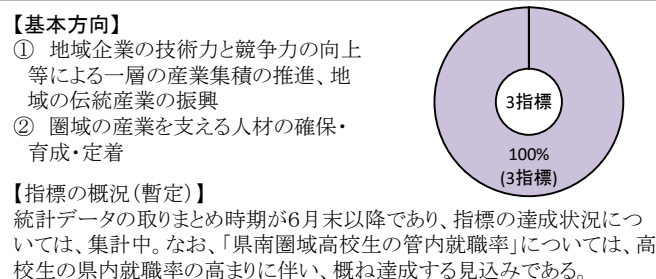 【基本方向】
① 地域企業の技術力と競争力の向上
等による一層の産業集積の推進、地
域の伝統産業の振興
② 圏域の産業を支える人材の確保・
育成・定着
3指標
100%
(3指標)
【指標の概況(暫定)】
統計データの取りまとめ時期が6月末以降であり、指標の達成状況につ
いては、集計中。なお、「県南圏域高校生の管内就職率」については、高
校生の県内就職率の高まりに伴い、概ね達成する見込みである。